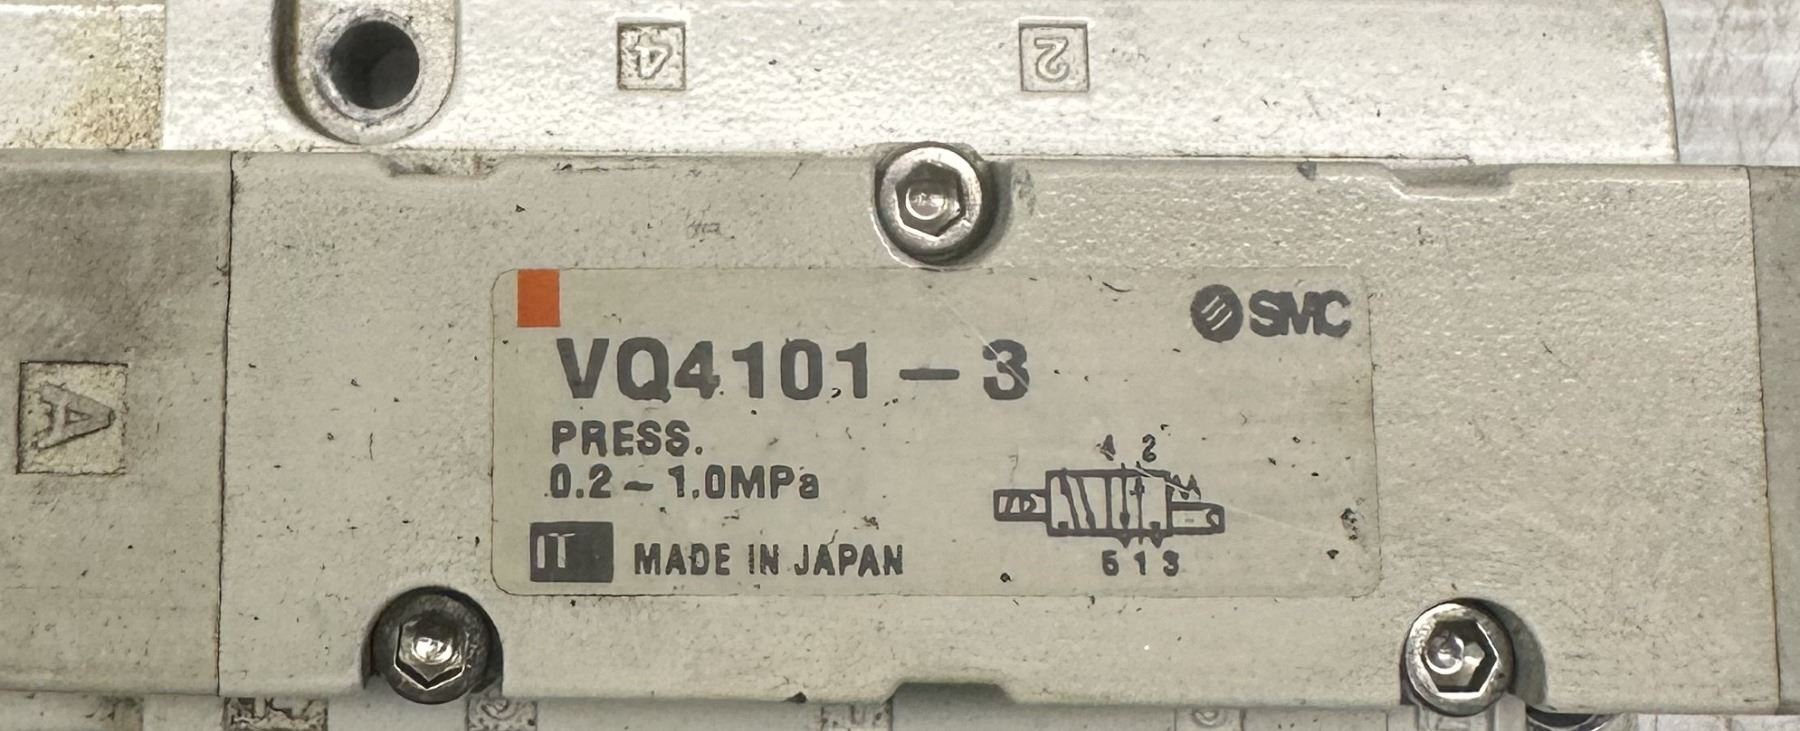 4 2
SMC
VQ4101-3
PRESS.
0.2~1.0MPa
4 2
5 1 3
MADE IN JAPAN
A